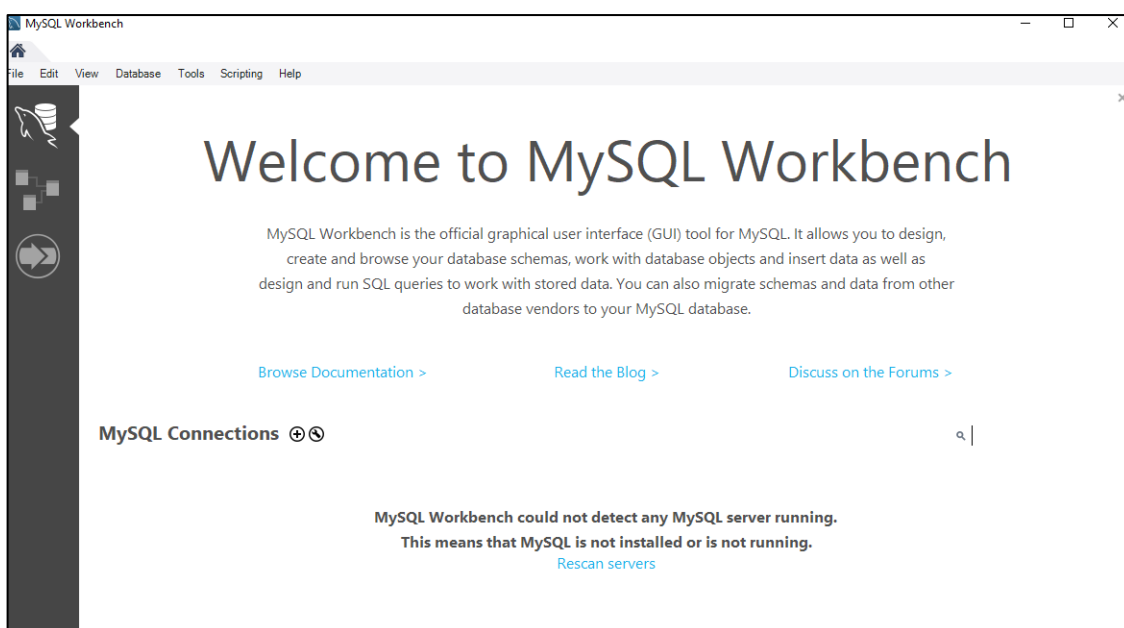 MySQL Workbench
File Edit View Database Tools Scripting Help
Welcome to MySQL Workbench
MySQL Workbench is the official graphical user interface (GUI) tool for MySQL. It allows you to design,
create and browse your database schemas, work with database objects and insert data as well as
design and run SQL queries to work with stored data. You can also migrate schemas and data from other
database vendors to your MySQL database.
Browse Documentation > Read the Blog > Discuss on the Forums >
MySQL Connections
MySQL Workbench could not detect any MySQL server running.
This means that MySQL is not installed or is not running.
Rescan servers